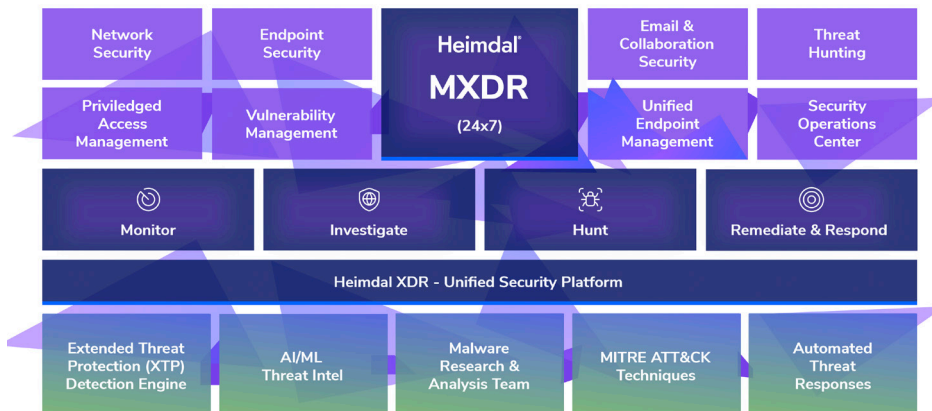 Network
Security
Endpoint
Security
Heimdal®
MXDR
(24x7)
Email &
Collaboration
Security
Threat
Hunting
Priviledged
Access
Management
Vulnerability
Management
Unified
Endpoint
Management
Security
Operations
Center
Monitor
Investigate
Hunt
Remediate & Respond
Heimdal XDR - Unified Security Platform
Extended Threat
Protection (XTP)
Detection Engine
AI/ML
Threat Intel
Malware
Research &
Analysis Team
MITRE ATT&CK
Techniques
Automated
Threat
Responses